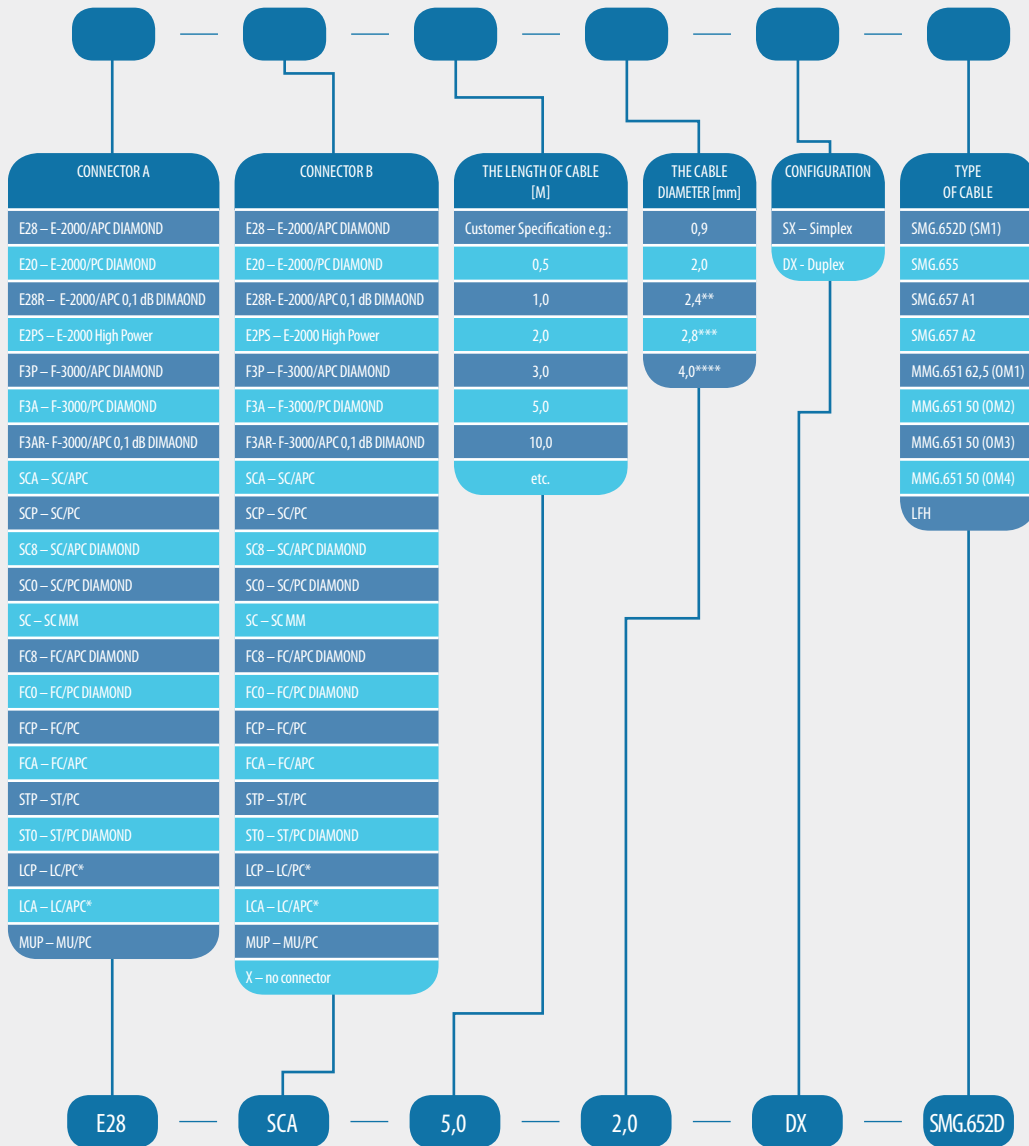 CONNECTOR A
E28 – E-2000/APC DIAMOND
E20 – E-2000/PC DIAMOND
E28R – E-2000/APC 0,1 dB DIMAOND
E2PS – E-2000 High Power
F3P – F-3000/APC DIAMOND
F3A – F-3000/PC DIAMOND
F3AR- F-3000/APC 0,1 dB DIMAOND
SCA – SC/APC
SCP – SC/PC
SC8 – SC/APC DIAMOND
SC0 – SC/PC DIAMOND
SC – SC MM
FC8 – FC/APC DIAMOND
FC0 – FC/PC DIAMOND
FCP – FC/PC
FCA – FC/APC
STP – ST/PC
ST0 – ST/PC DIAMOND
LCP – LC/PC*
LCA – LC/APC*
MUP – MU/PC
CONNECTOR B
E28 – E-2000/APC DIAMOND
E20 – E-2000/PC DIAMOND
E28R- E-2000/APC 0,1 dB DIMAOND
E2PS – E-2000 High Power
F3P – F-3000/APC DIAMOND
F3A – F-3000/PC DIAMOND
F3AR- F-3000/APC 0,1 dB DIMAOND
SCA – SC/APC
SCP – SC/PC
SC8 – SC/APC DIAMOND
SC0 – SC/PC DIAMOND
SC – SC MM
FC8 – FC/APC DIAMOND
FC0 – FC/PC DIAMOND
FCP – FC/PC
FCA – FC/APC
STP – ST/PC
ST0 – ST/PC DIAMOND
LCP – LC/PC*
LCA – LC/APC*
MUP – MU/PC
X – no connector
THE LENGTH OF CABLE
[M]
Customer Specification e.g.:
0,5
1,0
2,0
3,0
5,0
10,0
etc.
THE CABLE
DIAMETER [mm]
0,9
2,0
2,4**
2,8***
4,0****
CONFIGURATION
SX – Simplex
DX - Duplex
TYPE
OF CABLE
SMG.652D (SM1)
SMG.655
SMG.657 A1
SMG.657 A2
MMG.651 62,5 (OM1)
MMG.651 50 (OM2)
MMG.651 50 (OM3)
MMG.651 50 (OM4)
LFH
E28 — SCA — 5,0 — 2,0 — DX — SMG.652D